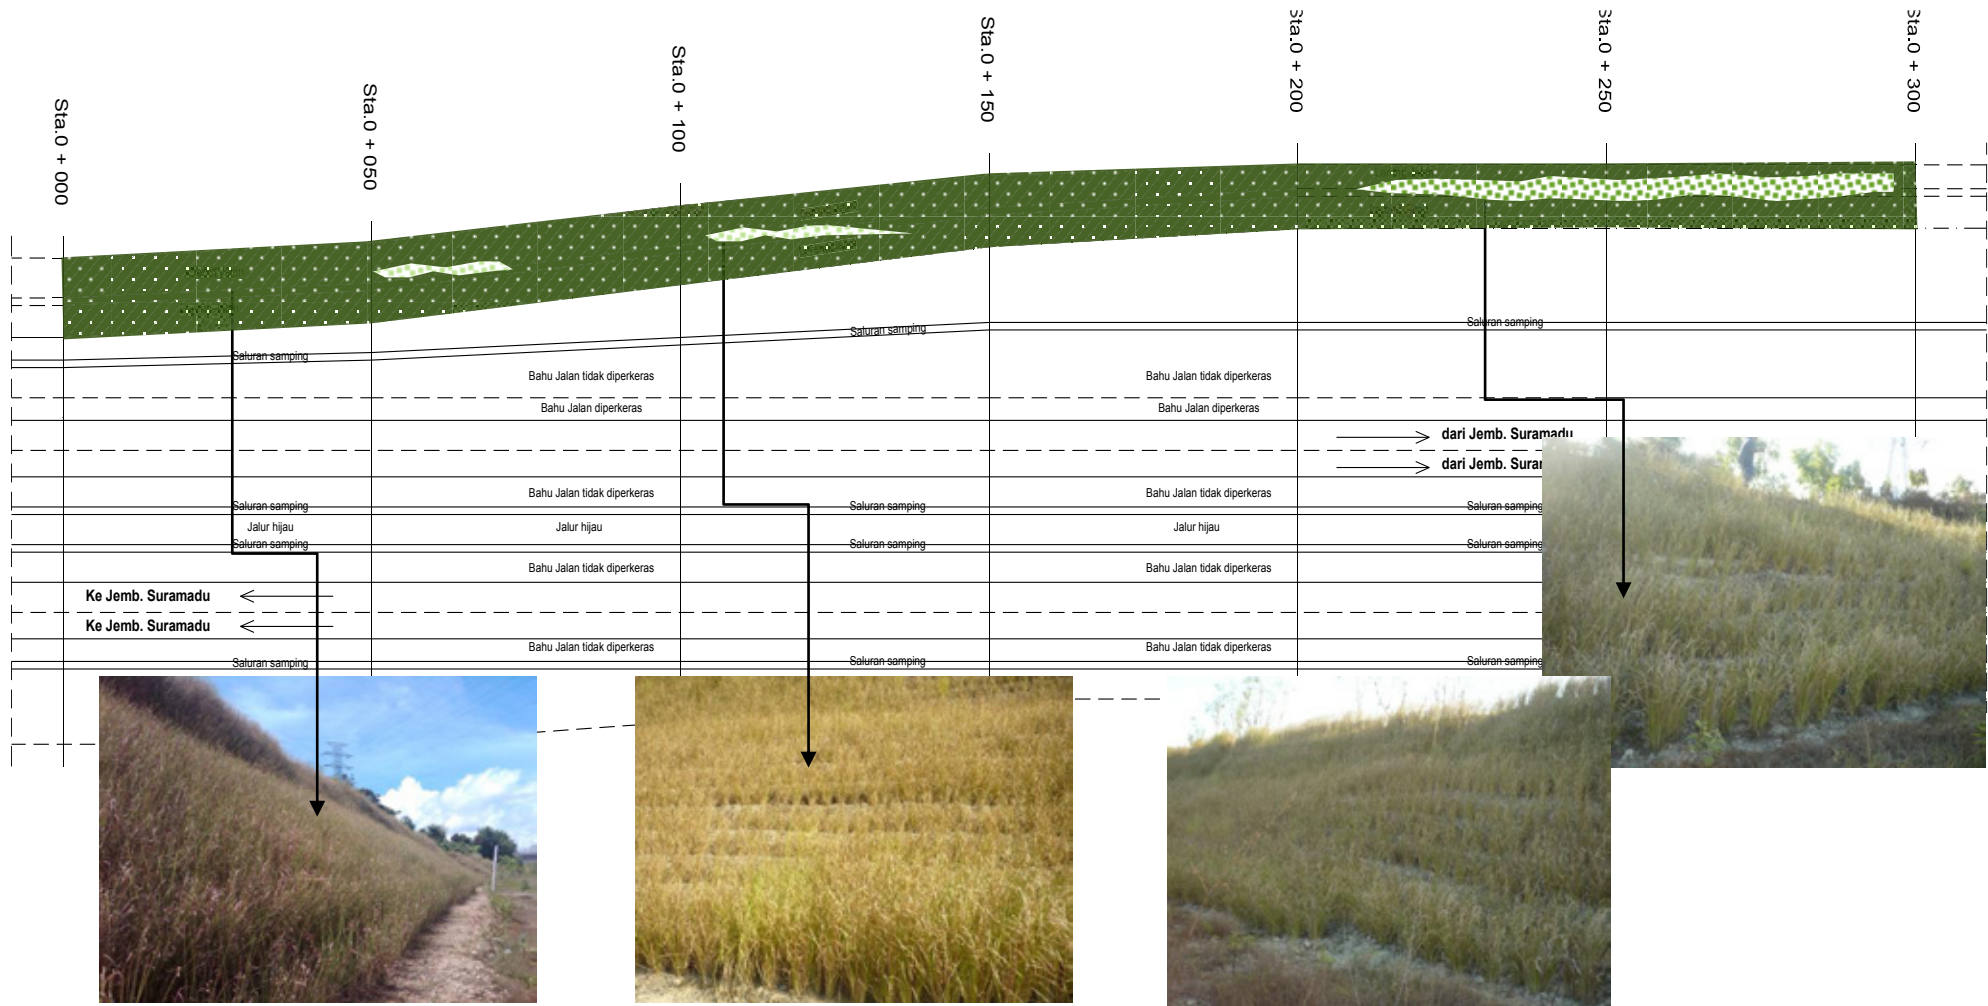 Sta.0 + 000
Sta.0 + 050
Sta.0 + 100
Sta.0 + 150
Sta.0 + 200
Sta.0 + 250
Sta.0 + 300
Saluran samping
Saluran samping
Saluran samping
Bahu Jalan tidak diperkeras
Bahu Jalan tidak diperkeras
Bahu Jalan diperkeras
Bahu Jalan diperkeras
dari Jemb. Suramadu
dari Jemb. Sura
Bahu Jalan tidak diperkeras
Bahu Jalan tidak diperkeras
Saluran samping
Saluran samping
Saluran samping
Jalur hijau
Jalur hijau
Jalur hijau
Saluran samping
Saluran samping
Saluran samping
Bahu Jalan tidak diperkeras
Bahu Jalan tidak diperkeras
Ke Jemb. Suramadu
Ke Jemb. Suramadu
Bahu Jalan tidak diperkeras
Bahu Jalan tidak diperkeras
Saluran samping
Saluran samping
Saluran samping